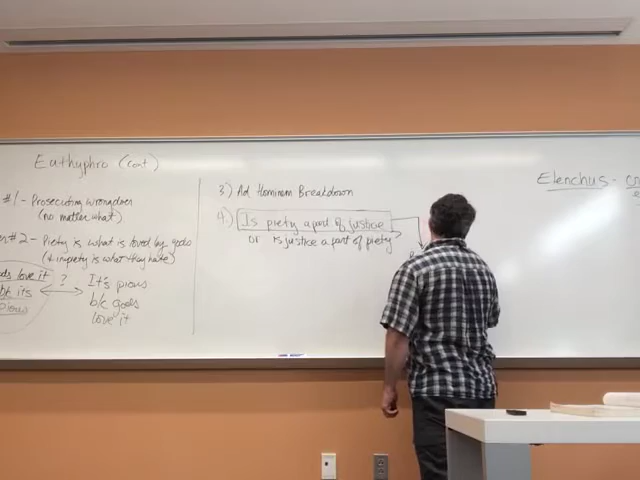 Euthyphro (cont)
#1 - Prosecuting wrongdoer
(no matter what)
#2 - Piety is what is loved by gods
(+ impiety is what they hate)
love it
b/c its
pious
?
It's pious
b/c gods
love it
3) Ad Hominem Breakdown
4) Is piety a part of justice
or is justice a part of piety
Elenchus -